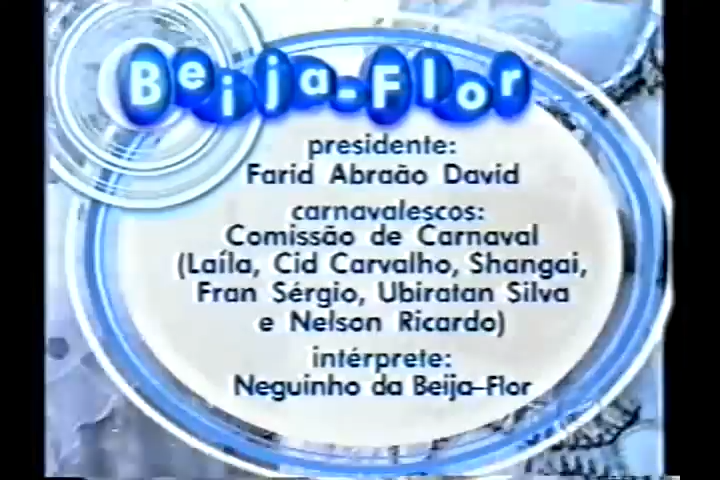 Beija-Flor
presidente:
Farid Abraão David
carnavalescos:
Comissão de Carnaval
(Laíla, Cid Carvalho, Shangai,
Fran Sérgio, Ubiratan Silva
e Nelson Ricardo)
intérprete:
Neguinho da Beija-Flor